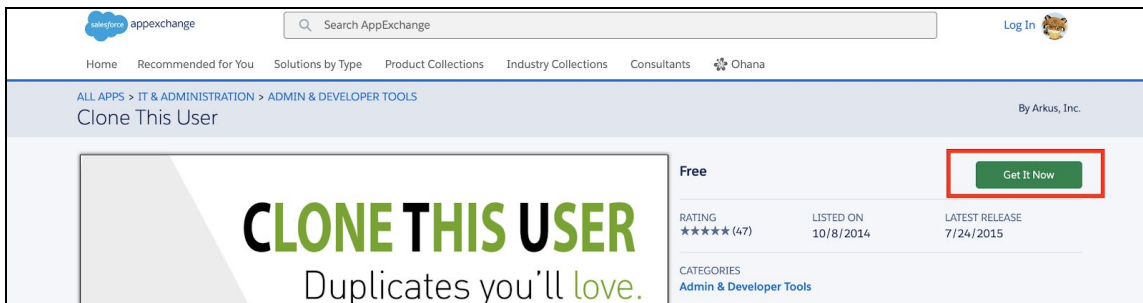 salesforce appexchange Search AppExchange Log In
Home Recommended for You Solutions by Type Product Collections Industry Collections Consultants Ohana
ALL APPS > IT & ADMINISTRATION > ADMIN & DEVELOPER TOOLS
Clone This User
By Arkus, Inc.
Free
Get It Now
CLONE THIS USER
Duplicates you'll love.
RATING LISTED ON LATEST RELEASE
★★★★★ (47) 10/8/2014 7/24/2015
CATEGORIES
Admin & Developer Tools